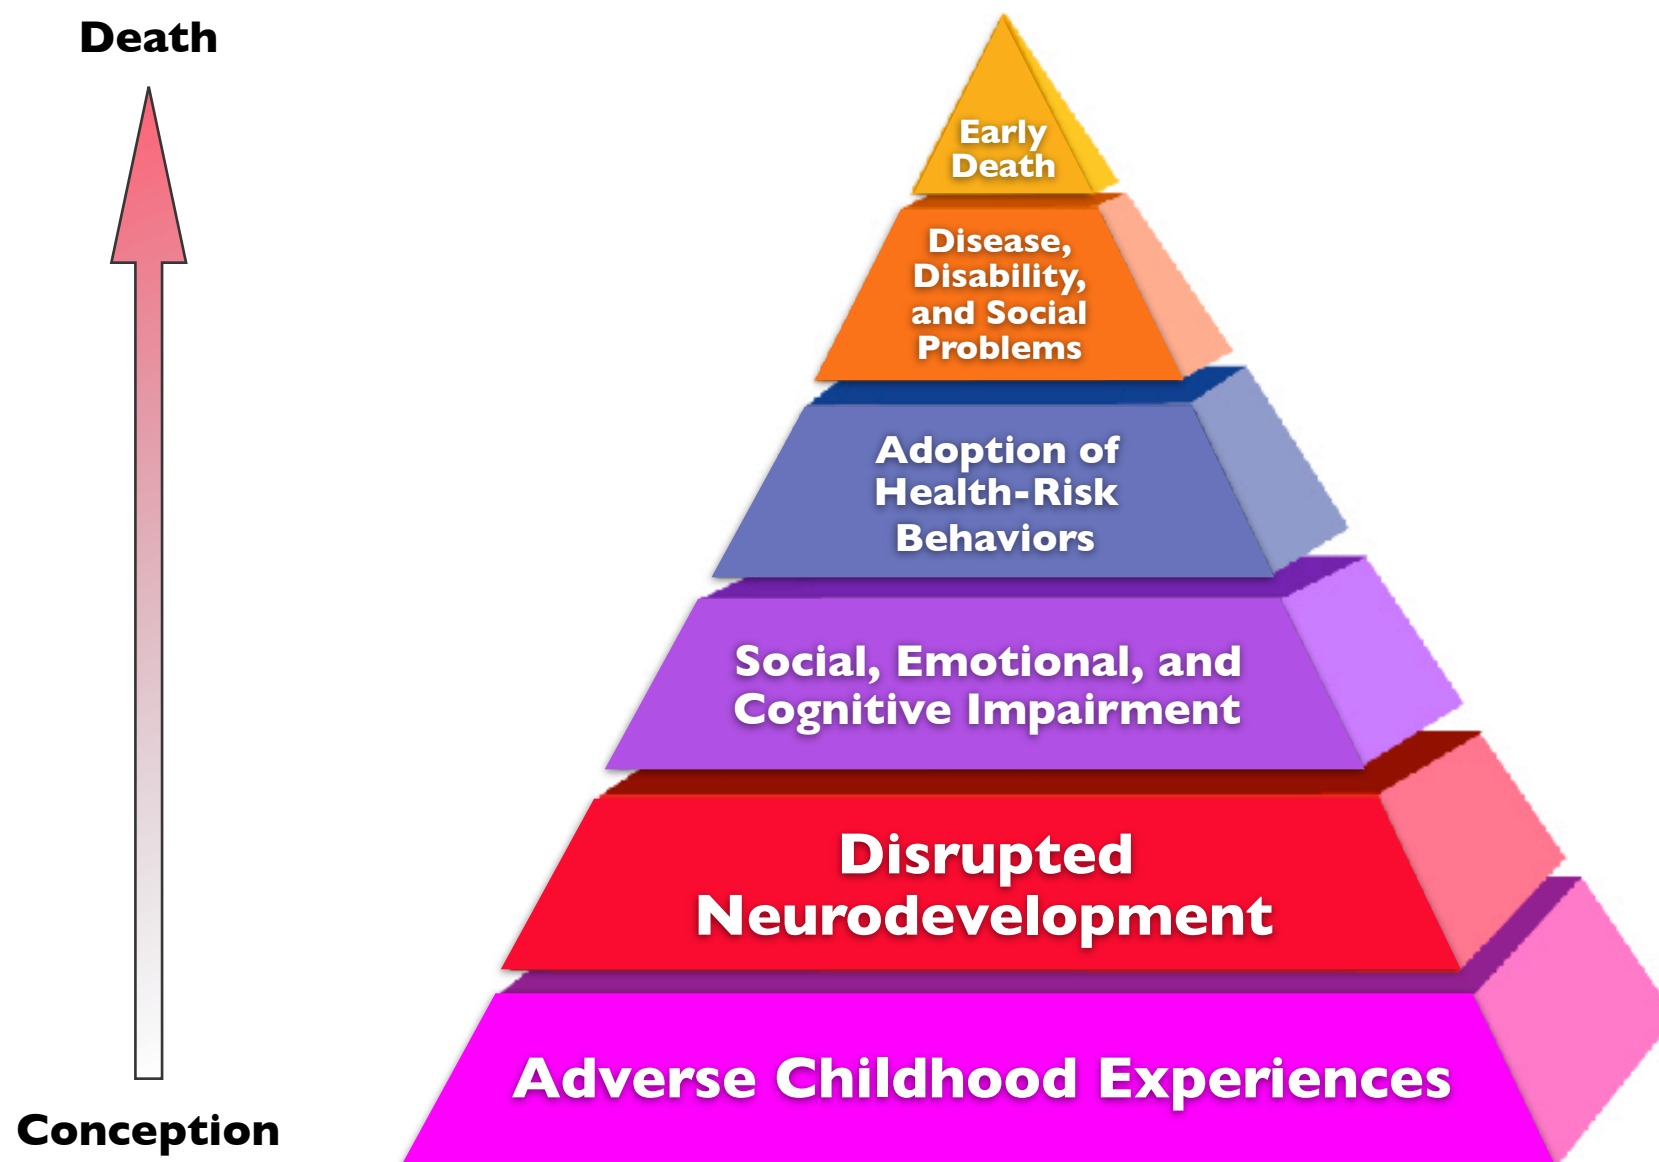 Death
Early
Death
Disease,
Disability,
and Social
Problems
Adoption of
Health-Risk
Behaviors
Social, Emotional, and
Cognitive Impairment
Disrupted
Neurodevelopment
Adverse Childhood Experiences
Conception